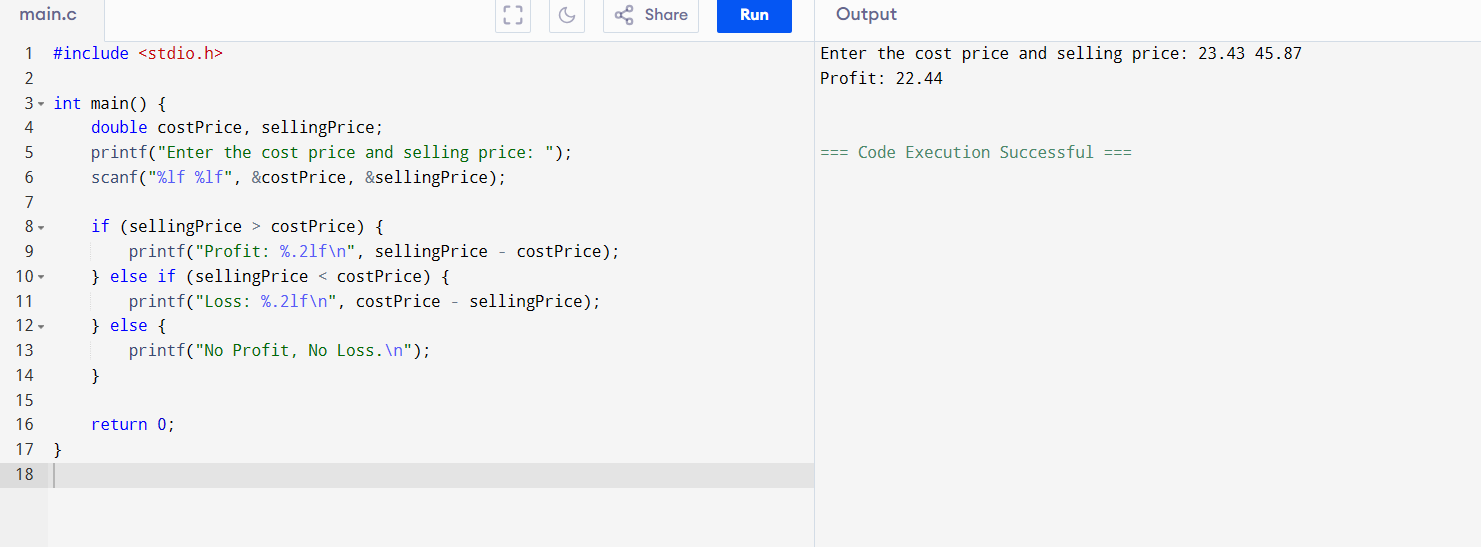 main.c
Share
Run
Output
1 #include <stdio.h>
2
3 int main() {
4     double costPrice, sellingPrice;
5     printf("Enter the cost price and selling price: ");
6     scanf("%lf %lf", &costPrice, &sellingPrice);
7
8     if (sellingPrice > costPrice) {
9         printf("Profit: %.2lf\n", sellingPrice - costPrice);
10     } else if (sellingPrice < costPrice) {
11         printf("Loss: %.2lf\n", costPrice - sellingPrice);
12     } else {
13         printf("No Profit, No Loss.\n");
14     }
15
16     return 0;
17 }
18
Enter the cost price and selling price: 23.43 45.87
Profit: 22.44
=== Code Execution Successful ===